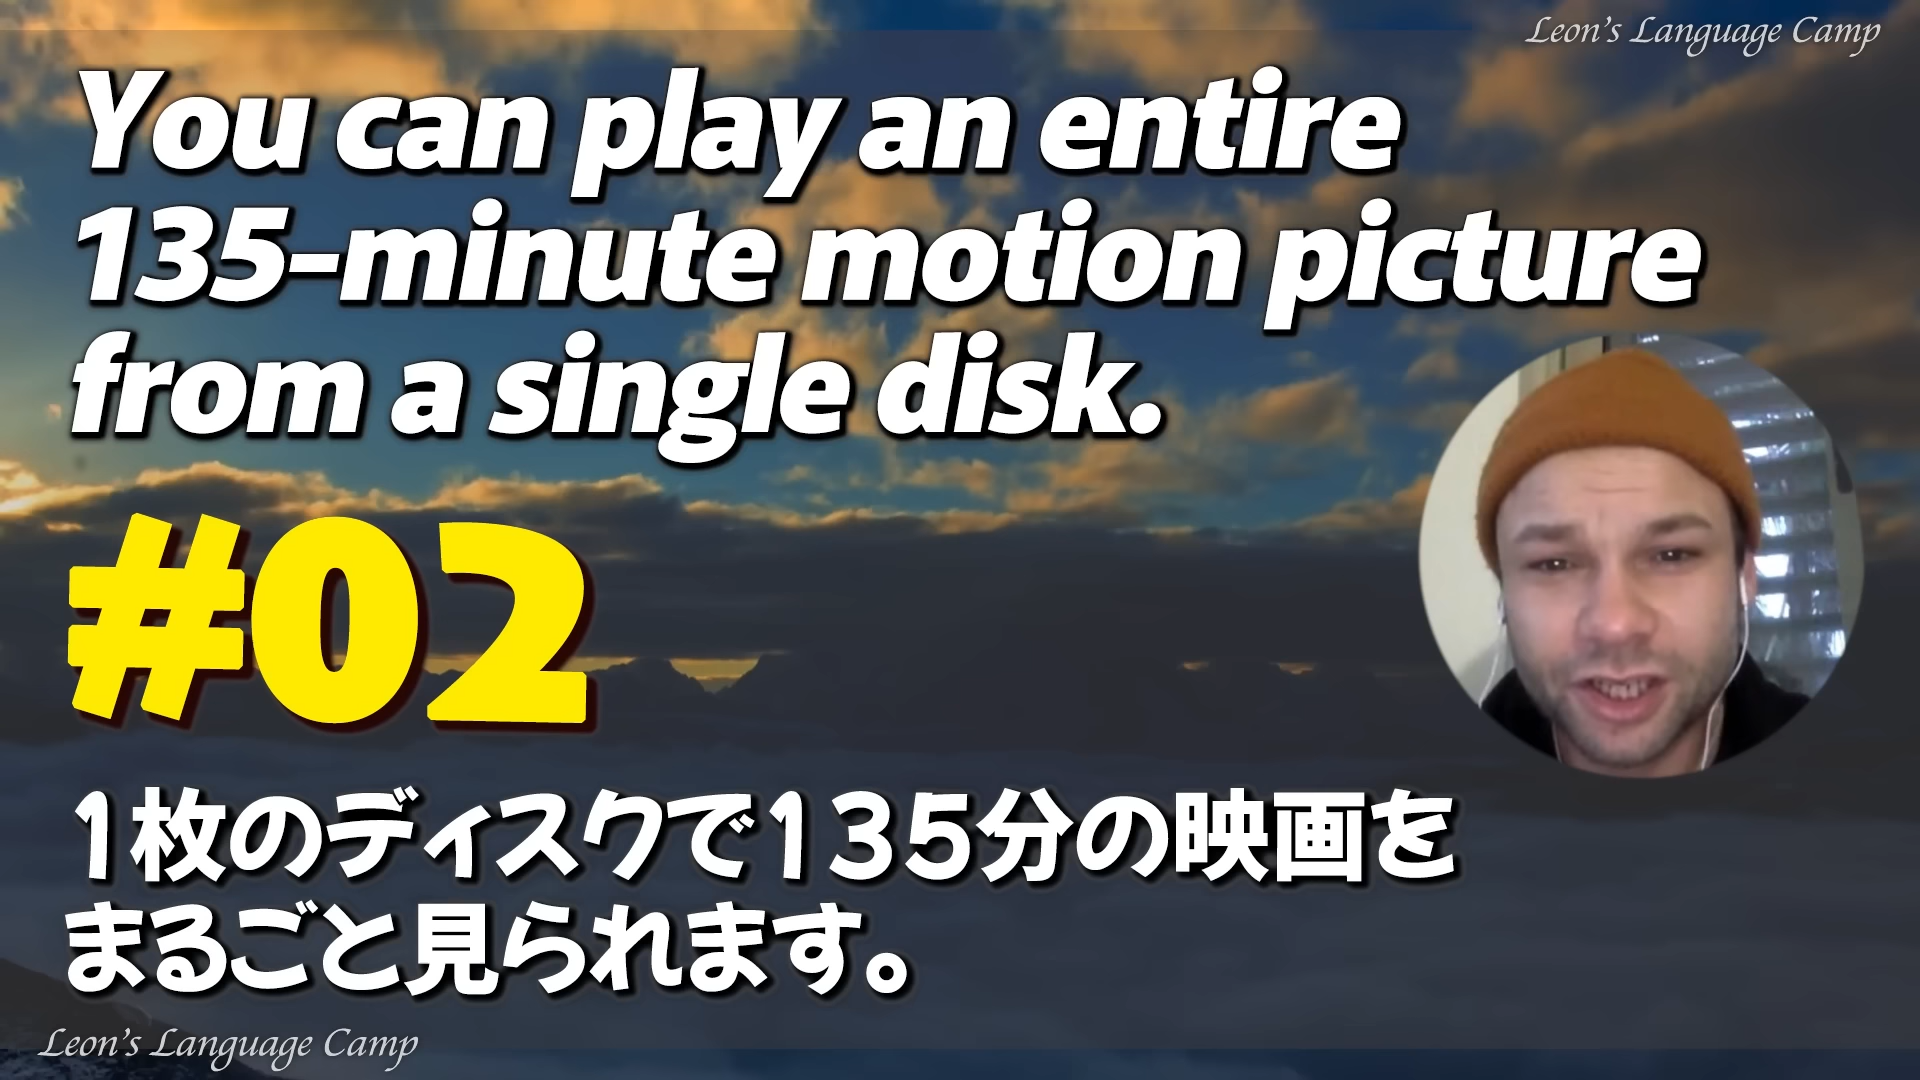 Leon's Language Camp
You can play an entire
135-minute motion picture
from a single disk.
#02
1枚のディスクで135分の映画を
まるごと見られます。
Leon's Language Camp